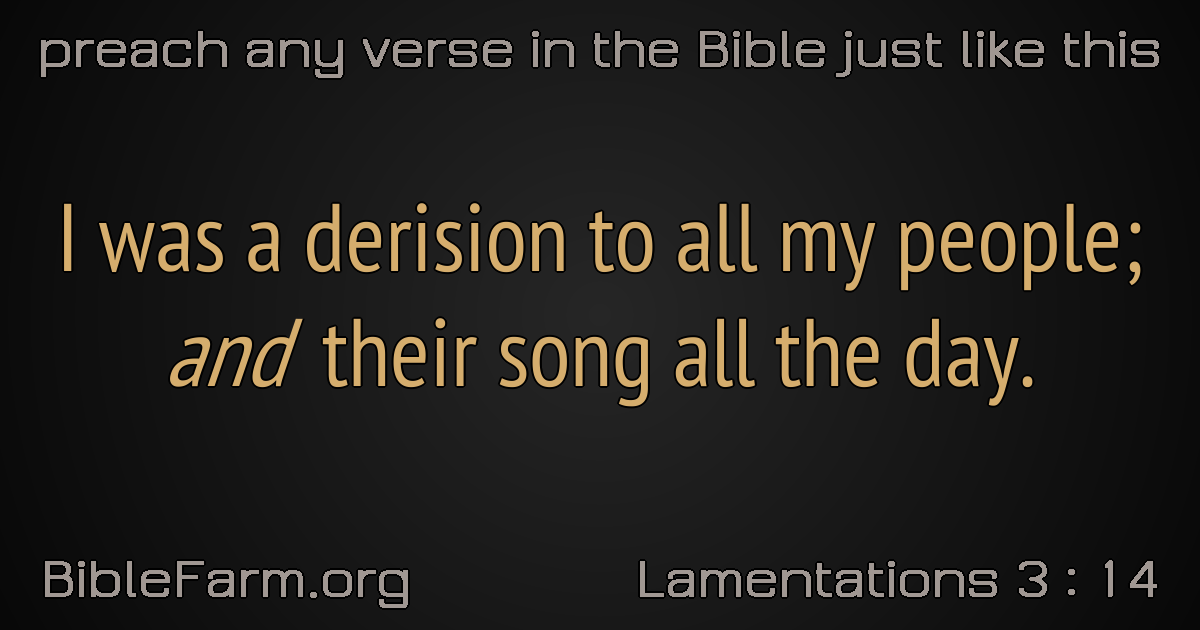 preach any verse in the Bible just like this
I was a derision to all my people;
and their song all the day.
BibleFarm.org
Lamentations 3 : 14